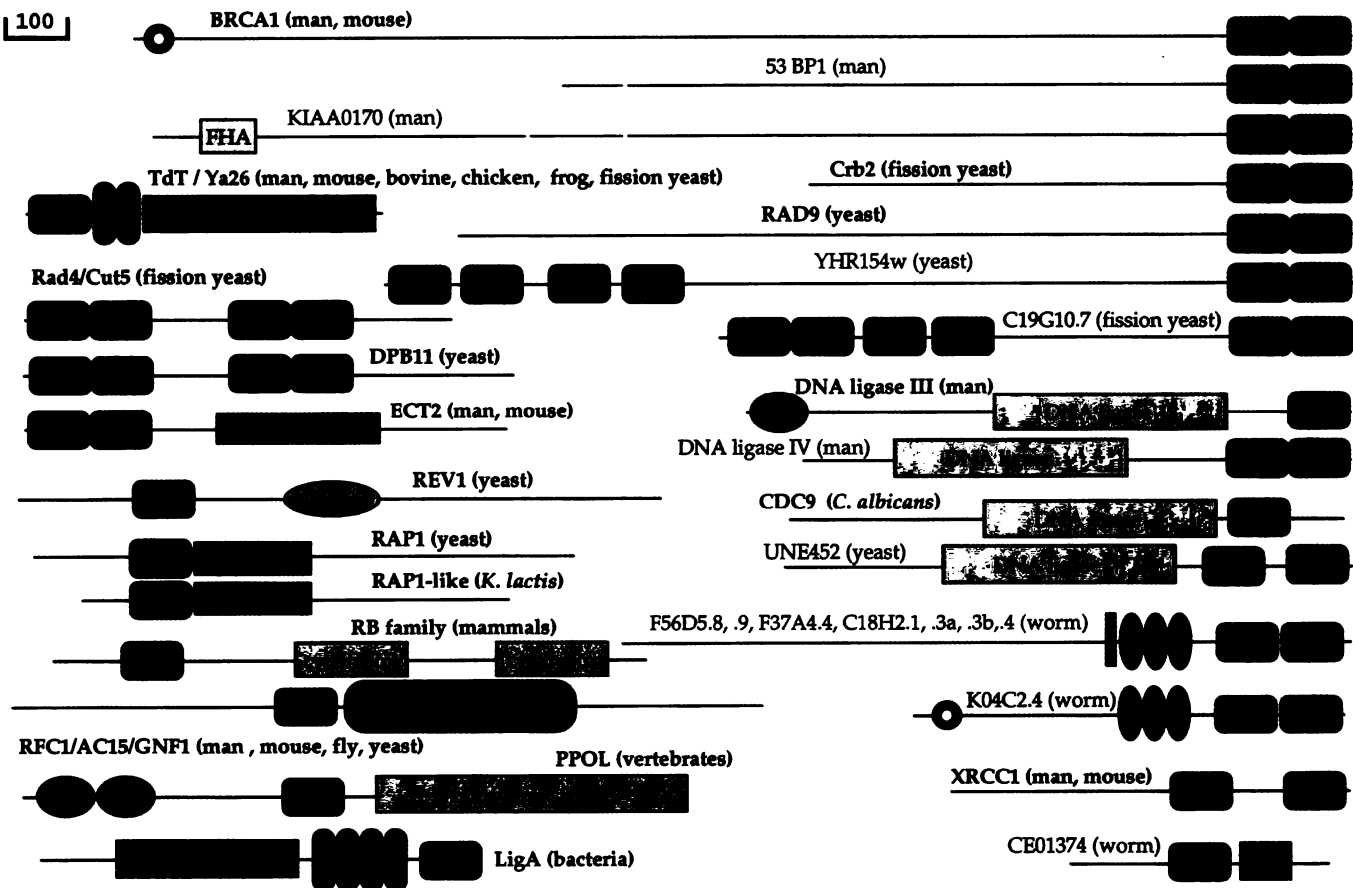 100
BRCA1 (man, mouse)
53 BP1 (man)
KIAA0170 (man)
FHA
Crb2 (fission yeast)
TdT / Ya26 (man, mouse, bovine, chicken, frog, fission yeast)
RAD9 (yeast)
YHR154w (yeast)
Rad4/Cut5 (fission yeast)
C19G10.7 (fission yeast)
DPB11 (yeast)
DNA ligase III (man)
ECT2 (man, mouse)
DNA ligase IV (man)
REV1 (yeast)
CDC9 (C. albicans)
RAP1 (yeast)
UNE452 (yeast)
RAP1-like (K. lactis)
RB family (mammals)
F56D5.8, .9, F37A4.4, C18H2.1, .3a, .3b,.4 (worm)
K04C2.4 (worm)
RFC1/AC15/GNF1 (man , mouse, fly, yeast)
PPOL (vertebrates)
XRCC1 (man, mouse)
CE01374 (worm)
LigA (bacteria)